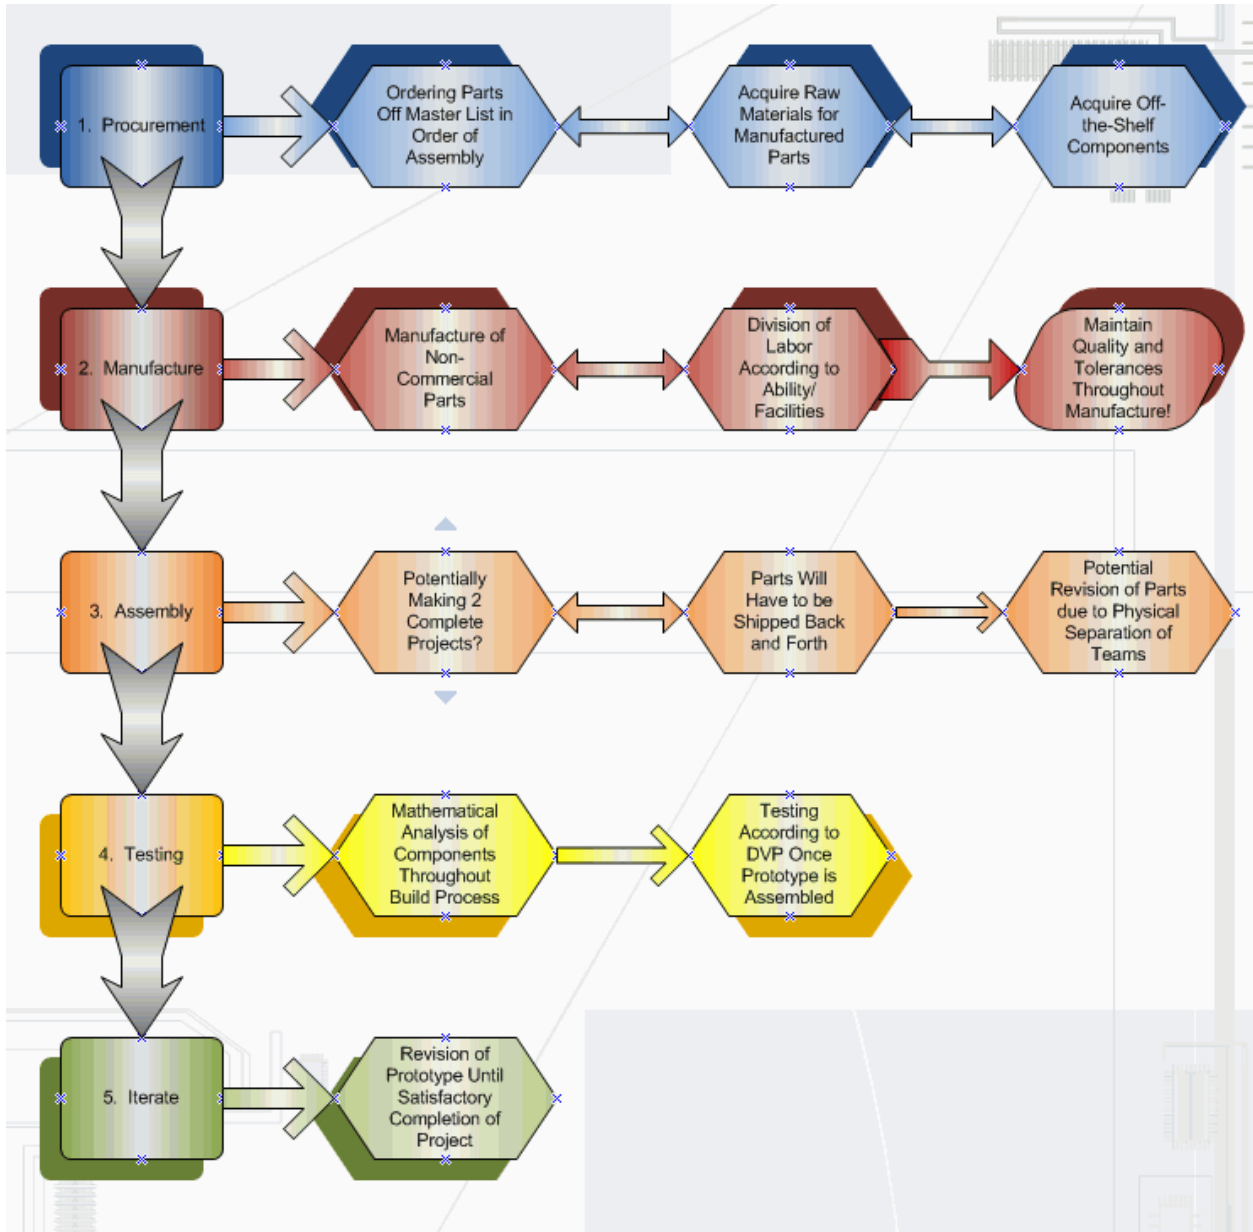 1. Procurement
Ordering Parts
Off Master List in
Order of
Assembly
Acquire Raw
Materials for
Manufactured
Parts
Acquire Off-
the-Shelf
Components
2. Manufacture
Manufacture of
Non-
Commercial
Parts
Division of
Labor
According to
Ability/
Facilities
Maintain
Quality and
Tolerances
Throughout
Manufacture!
3. Assembly
Potentially
Making 2
Complete
Projects?
Parts Will
Have to be
Shipped Back
and Forth
Potential
Revision of Parts
due to Physical
Separation of
Teams
4. Testing
Mathematical
Analysis of
Components
Throughout
Build Process
Testing
According to
DVP Once
Prototype is
Assembled
5. Iterate
Revision of
Prototype Until
Satisfactory
Completion of
Project